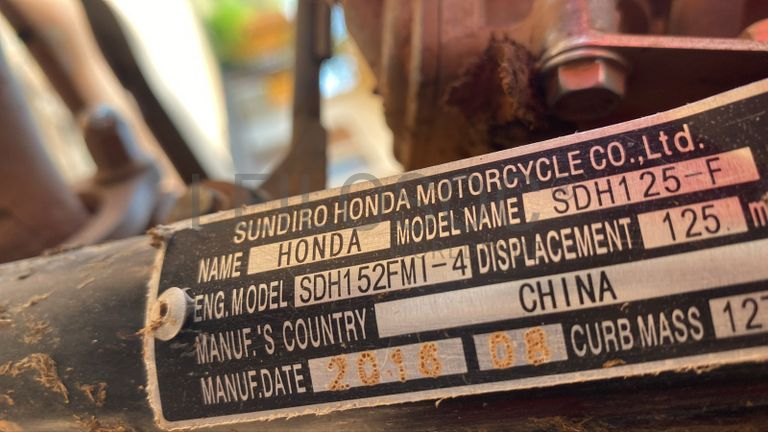 SUNDIRO HONDA MOTORCYCLE CO.,Ltd.
NAME HONDA MODEL NAME SDH125-F
ENG. MODEL SDH152FMI-4 DISPLACEMENT 125. m
MANUF.'S COUNTRY CHINA
MANUF.DATE 2016 08 CURB MASS 127